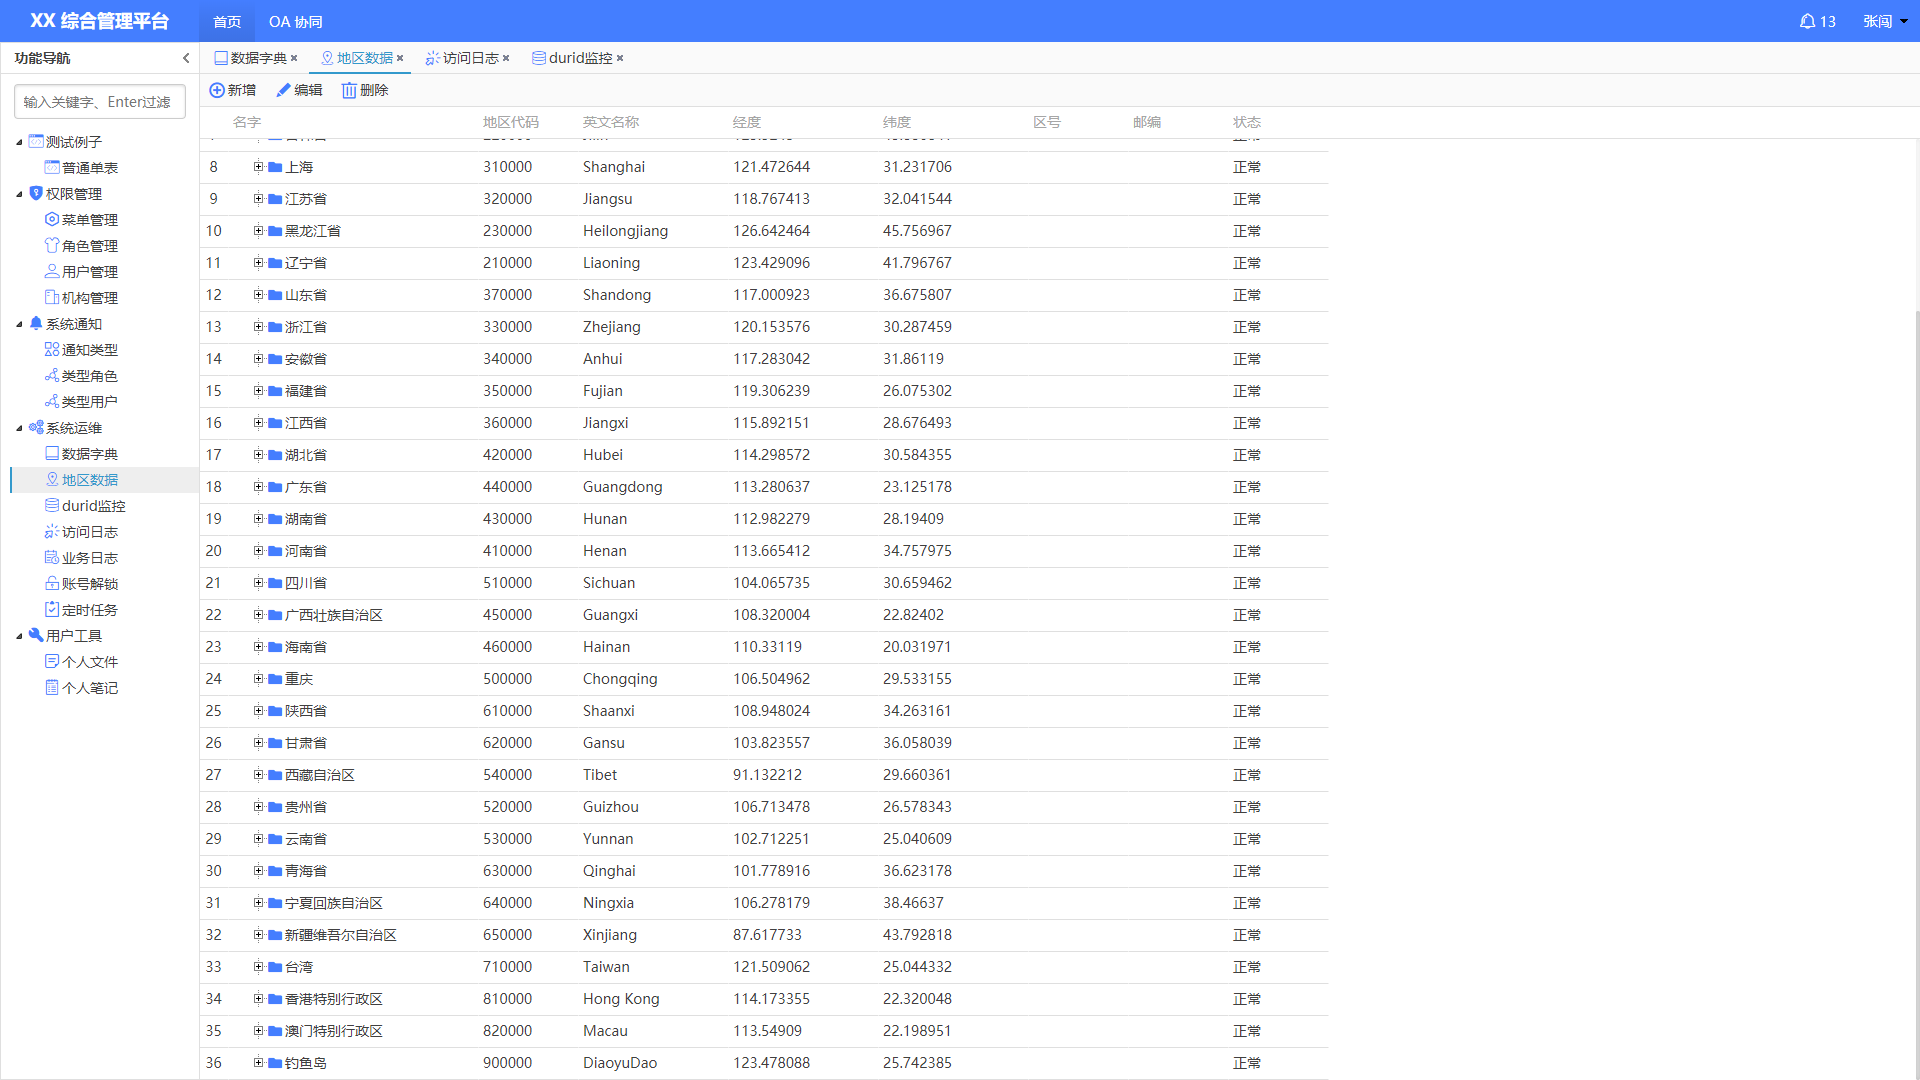 XX 综合管理平台 首页 OA 协同 13 张闯
功能导航 数据字典 地区数据 访问日志 durid监控
新增 编辑 删除
输入关键字、Enter过滤
测试例子
普通单表
权限管理
菜单管理
角色管理
用户管理
机构管理
系统通知
通知类型
类型角色
类型用户
系统运维
数据字典
地区数据
durid监控
访问日志
业务日志
账号解锁
定时任务
用户工具
个人文件
个人笔记
名字 地区代码 英文名称 经度 纬度 区号 邮编 状态
8 上海 310000 Shanghai 121.472644 31.231706 正常
9 江苏省 320000 Jiangsu 118.767413 32.041544 正常
10 黑龙江省 230000 Heilongjiang 126.642464 45.756967 正常
11 辽宁省 210000 Liaoning 123.429096 41.796767 正常
12 山东省 370000 Shandong 117.000923 36.675807 正常
13 浙江省 330000 Zhejiang 120.153576 30.287459 正常
14 安徽省 340000 Anhui 117.283042 31.86119 正常
15 福建省 350000 Fujian 119.306239 26.075302 正常
16 江西省 360000 Jiangxi 115.892151 28.676493 正常
17 湖北省 420000 Hubei 114.298572 30.584355 正常
18 广东省 440000 Guangdong 113.280637 23.125178 正常
19 湖南省 430000 Hunan 112.982279 28.19409 正常
20 河南省 410000 Henan 113.665412 34.757975 正常
21 四川省 510000 Sichuan 104.065735 30.659462 正常
22 广西壮族自治区 450000 Guangxi 108.320004 22.82402 正常
23 海南省 460000 Hainan 110.33119 20.031971 正常
24 重庆 500000 Chongqing 106.504962 29.533155 正常
25 陕西省 610000 Shaanxi 108.948024 34.263161 正常
26 甘肃省 620000 Gansu 103.823557 36.058039 正常
27 西藏自治区 540000 Tibet 91.132212 29.660361 正常
28 贵州省 520000 Guizhou 106.713478 26.578343 正常
29 云南省 530000 Yunnan 102.712251 25.040609 正常
30 青海省 630000 Qinghai 101.778916 36.623178 正常
31 宁夏回族自治区 640000 Ningxia 106.278179 38.46637 正常
32 新疆维吾尔自治区 650000 Xinjiang 87.617733 43.792818 正常
33 台湾 710000 Taiwan 121.509062 25.044332 正常
34 香港特别行政区 810000 Hong Kong 114.173355 22.320048 正常
35 澳门特别行政区 820000 Macau 113.54909 22.198951 正常
36 钓鱼岛 900000 DiaoyuDao 123.478088 25.742385 正常